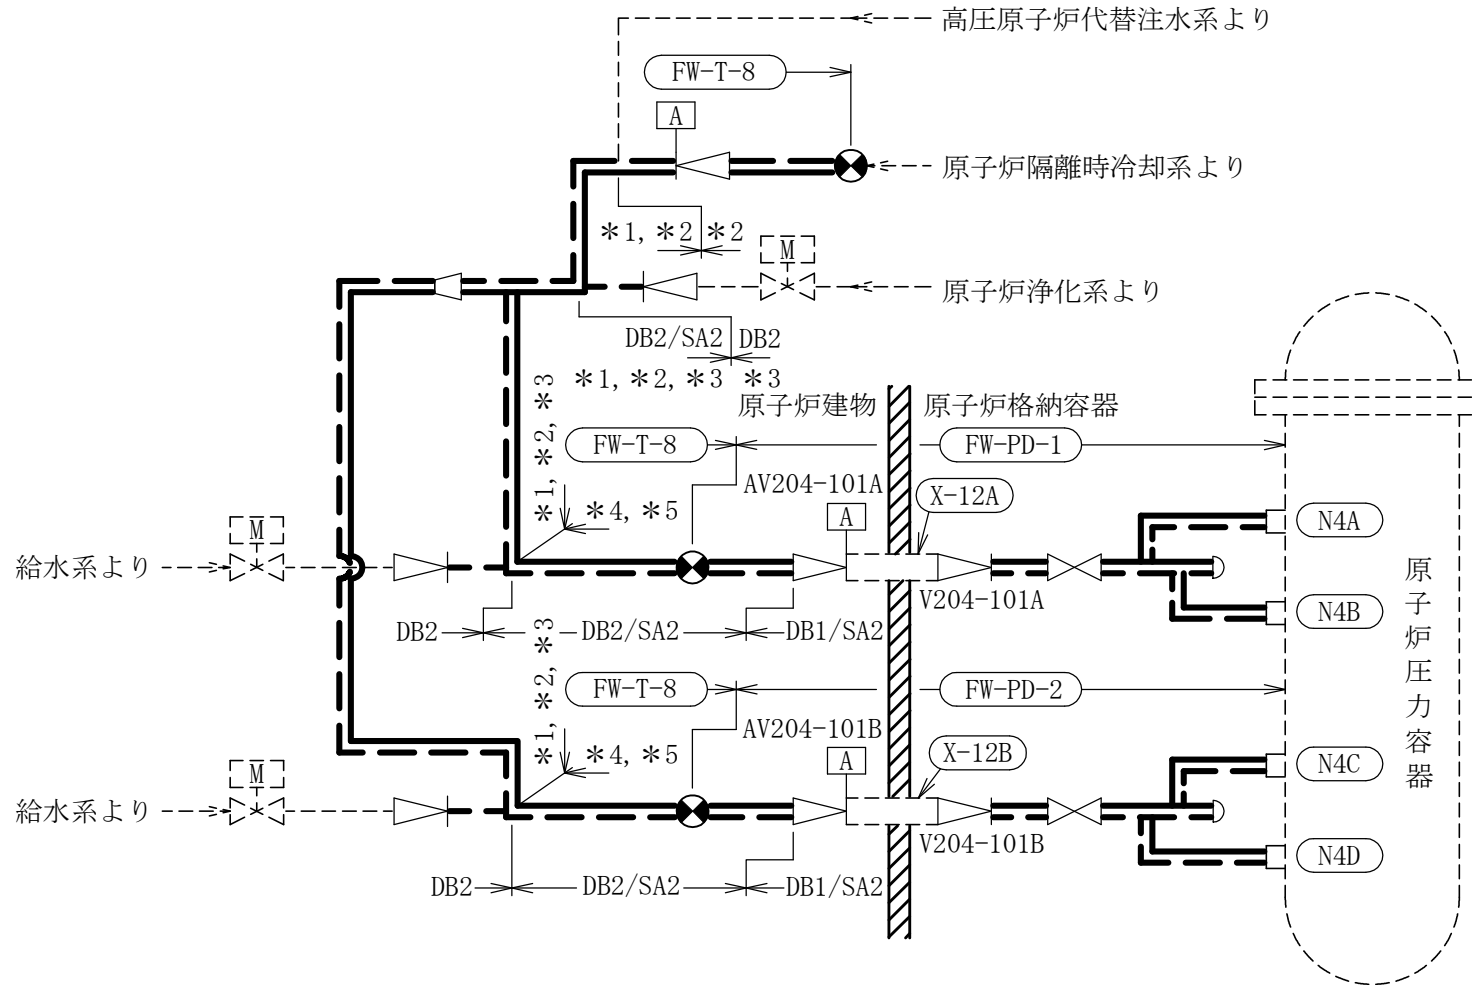 高圧原子炉代替注水系より
FW-T-8
A
原子炉隔離時冷却系より
*1, *2 *2
M
原子炉浄化系より
DB2/SA2 DB2
*1, *2, *3 *3
原子炉建物 原子炉格納容器
*1, *2, *3
FW-T-8
FW-PD-1
AV204-101A
X-12A
*4, *5
A
N4A
M
給水系より
V204-101A
N4B
DB2
DB2/SA2
DB1/SA2
原子炉圧力容器
*1, *2, *3
FW-T-8
FW-PD-2
AV204-101B
X-12B
*4, *5
A
N4C
M
給水系より
V204-101B
N4D
DB2
DB2/SA2
DB1/SA2